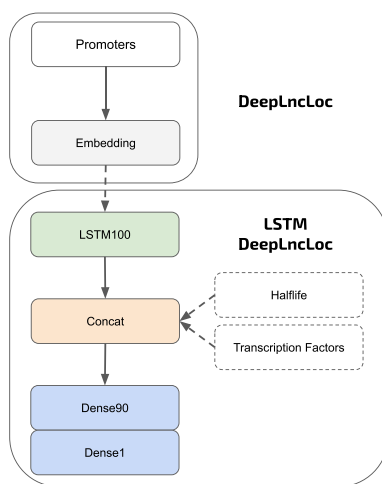 Promoters
DeepLncLoc
Embedding
LSTM100
LSTM
DeepLncLoc
Halflife
Concat
Transcription Factors
Dense90
Dense1